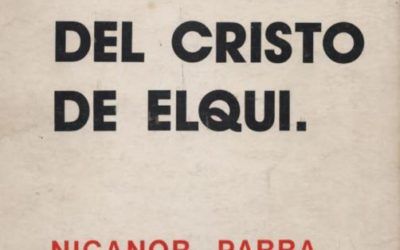 DEL CRISTO
DE ELQUI.
NICANOR PARRA